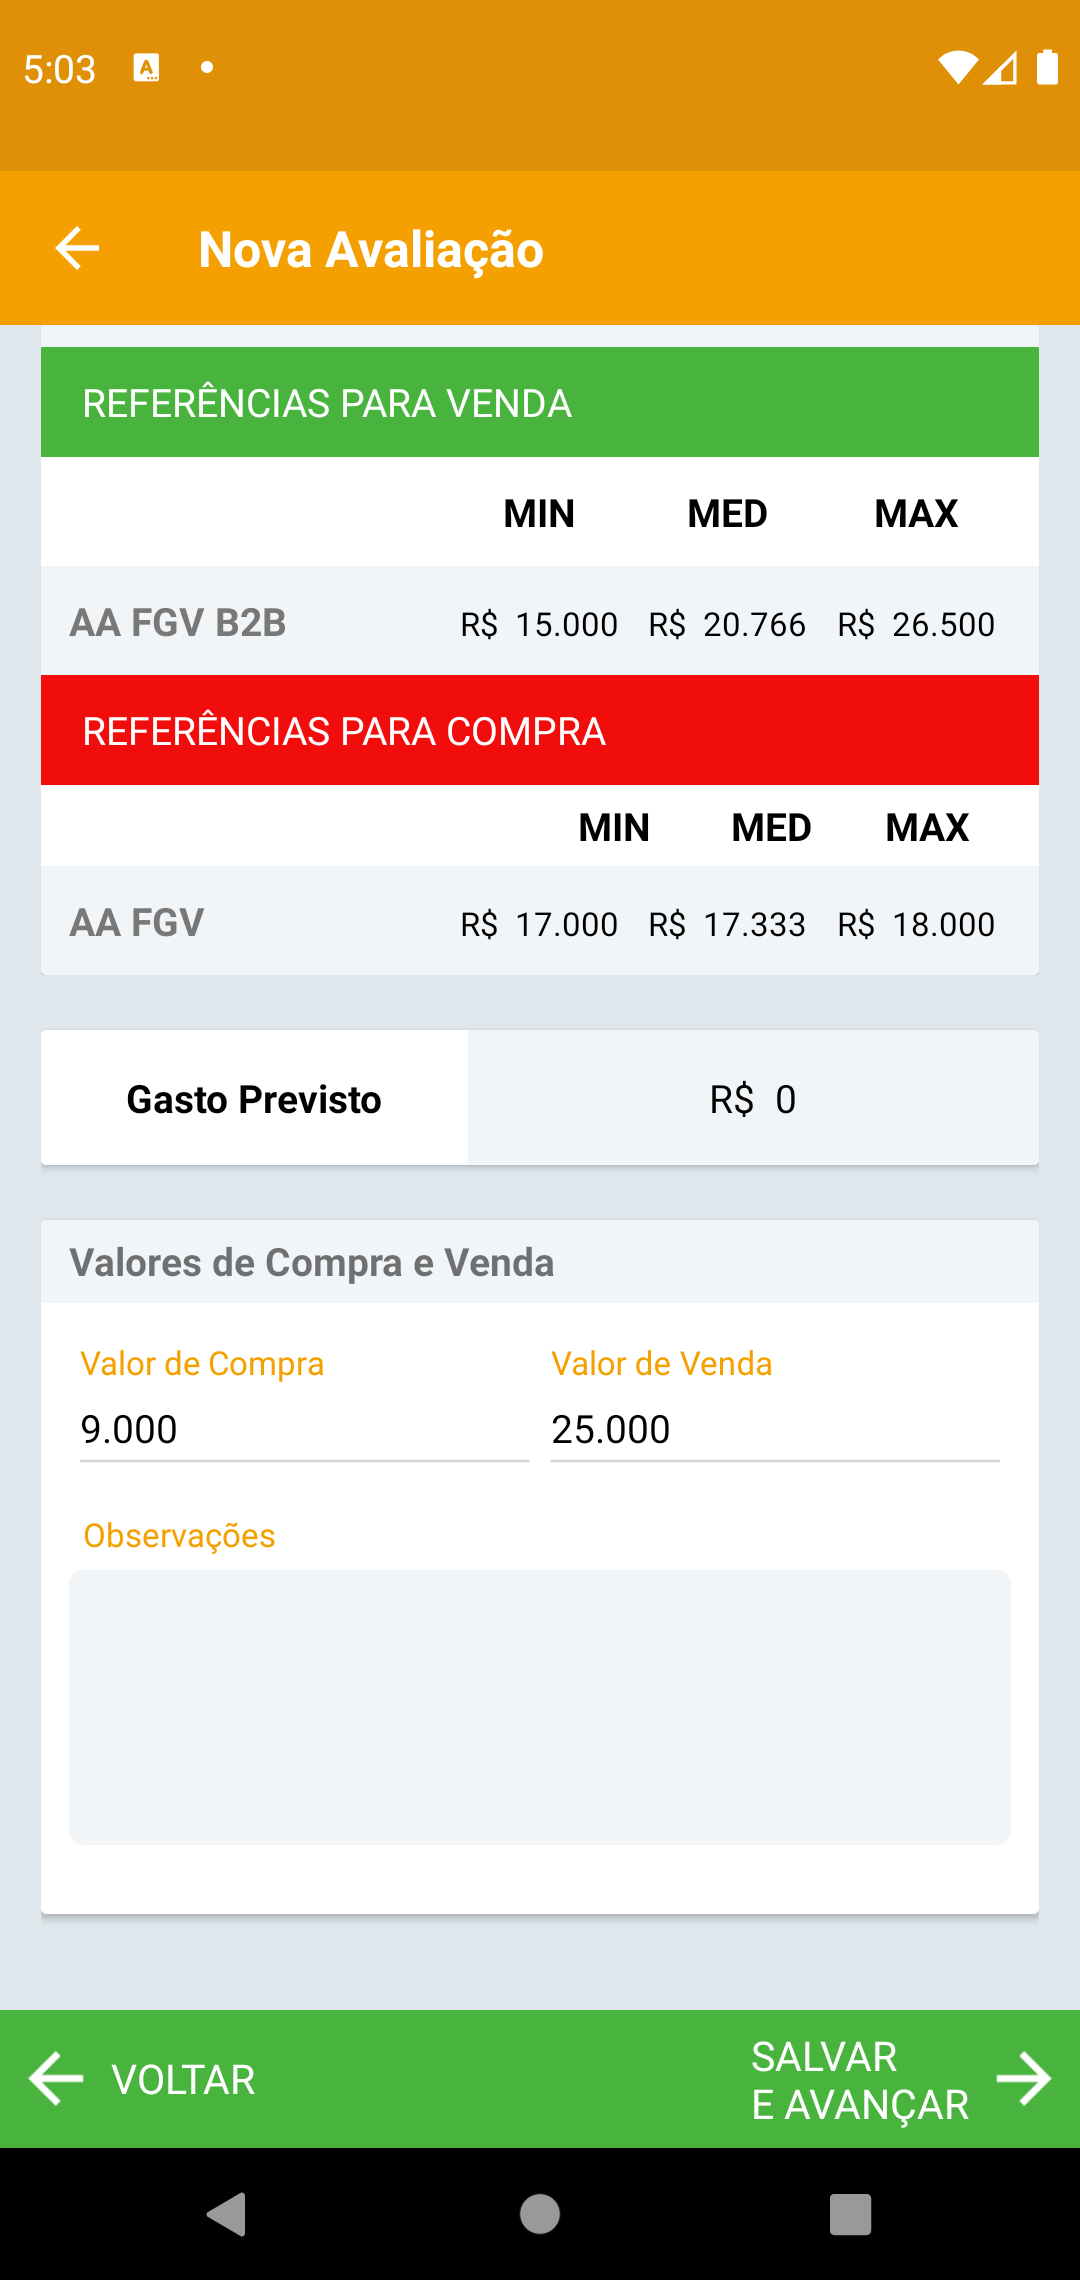 5:03
Nova Avaliação
REFERÊNCIAS PARA VENDA
MIN MED MAX
AA FGV B2B R$ 15.000 R$ 20.766 R$ 26.500
REFERÊNCIAS PARA COMPRA
MIN MED MAX
AA FGV R$ 17.000 R$ 17.333 R$ 18.000
Gasto Previsto R$ 0
Valores de Compra e Venda
Valor de Compra Valor de Venda
9.000 25.000
Observações
VOLTAR
SALVAR
E AVANÇAR